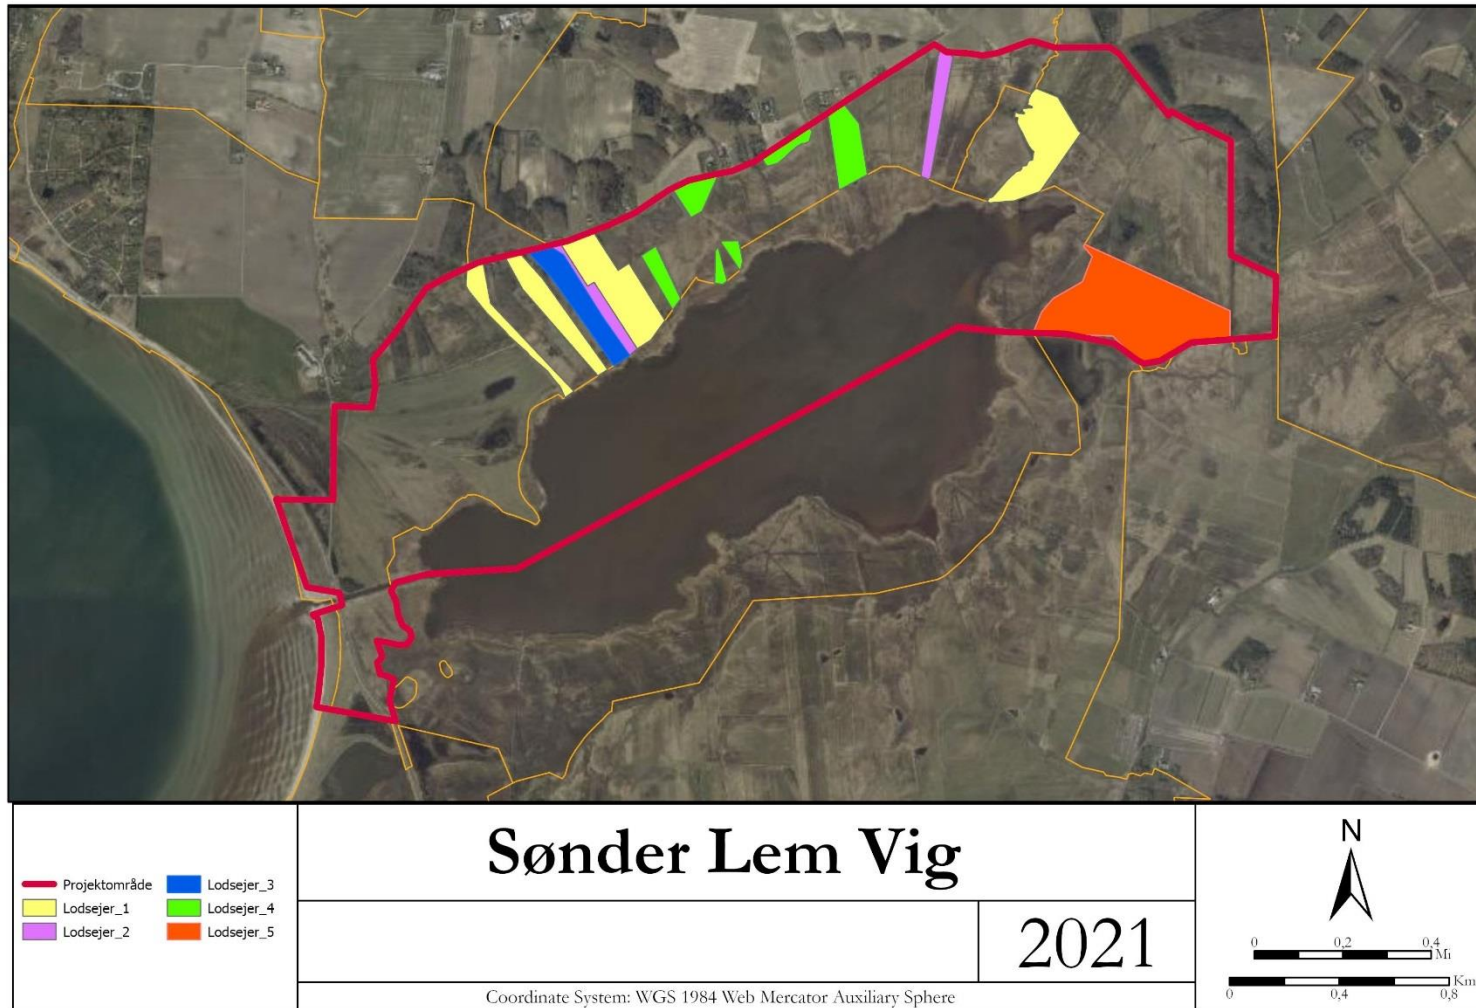 Sønder Lem Vig
2021
Coordinate System: WGS 1984 Web Mercator Auxiliary Sphere
Projektområde
Lodsejer_1
Lodsejer_2
Lodsejer_3
Lodsejer_4
Lodsejer_5
N
0 0,2 0,4
Mi
Km
0 0,4 0,8